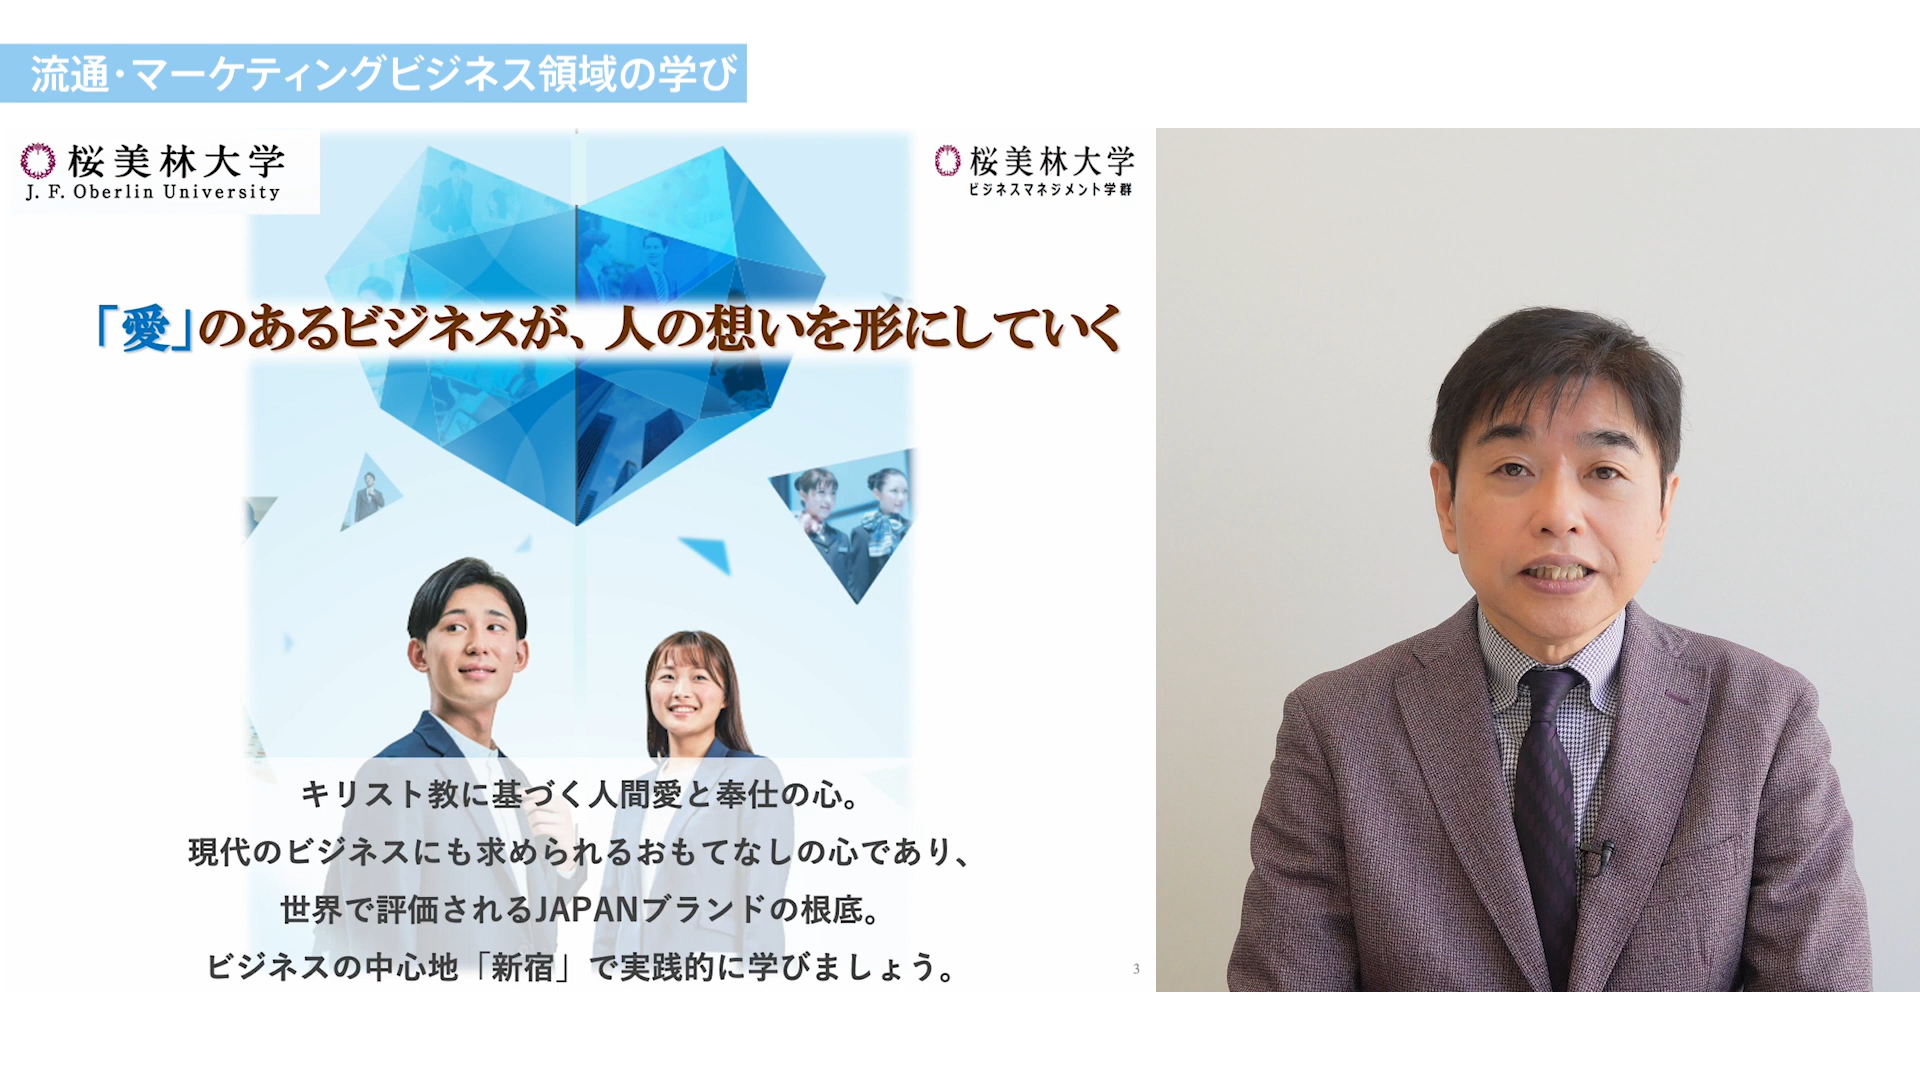 流通・マーケティングビジネス領域の学び
桜美林大学
J. F. Oberlin University
桜美林大学
ビジネスマネジメント学群
「愛」のあるビジネスが、人の想いを形にしていく
キリスト教に基づく人間愛と奉仕の心。
現代のビジネスにも求められるおもてなしの心であり、
世界で評価されるJAPANブランドの根底。
ビジネスの中心地「新宿」で実践的に学びましょう。
3